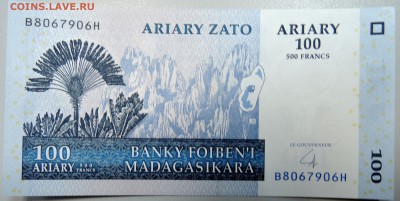 COINS.LAVE.RU
B8067906H
ARIARY ZATO
ARIARY
100
500 FRANCS
LE GOUVERNEUR
100
ARIARY
BANKY FOIBEN'I
MADAGASIKARA
B8067906H
100